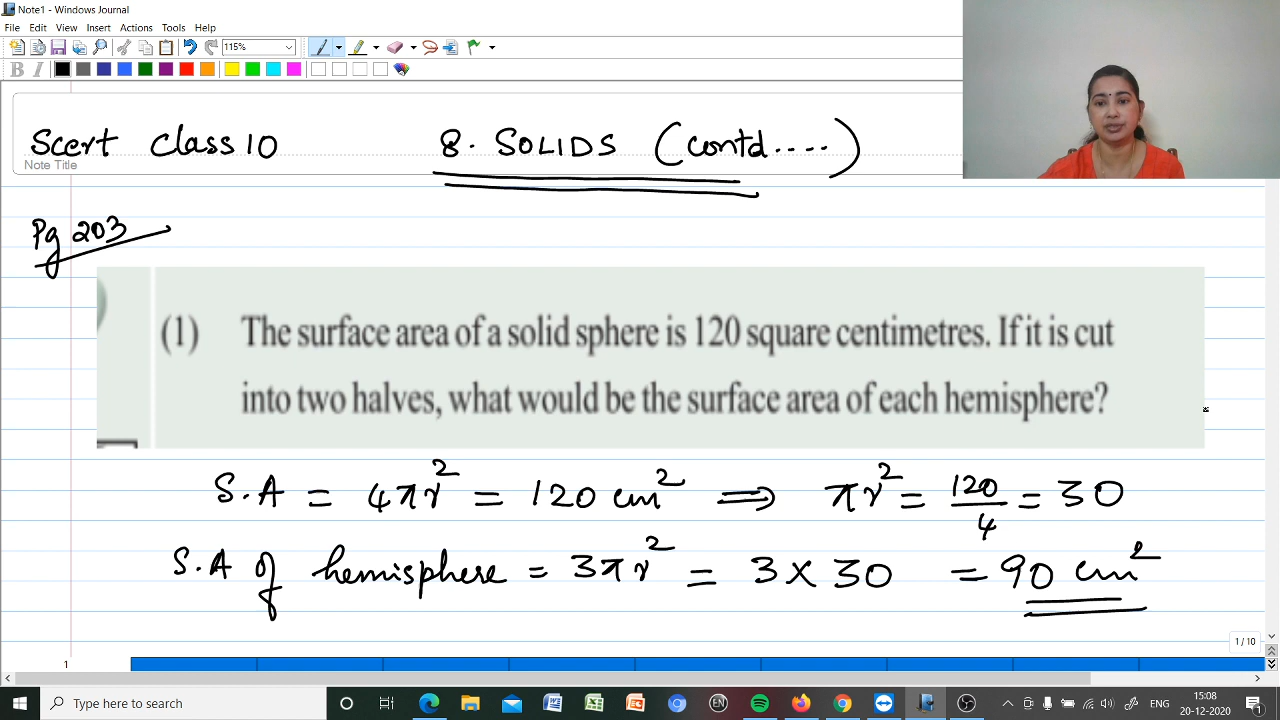 Note1 - Windows Journal
File Edit View Insert Actions Tools Help
115%
B I
Scert Class 10 8. SOLIDS (contd....)
Note Title
Pg 203
(1) The surface area of a solid sphere is 120 square centimetres. If it is cut
into two halves, what would be the surface area of each hemisphere?
S.A = 4πr² = 120 cm² ⟹ πr² = 120/4 = 30
S.A of hemisphere = 3πr² = 3 × 30 = 90 cm²
1 / 10
1
Type here to search
EN
ENG
15:08
20-12-2020